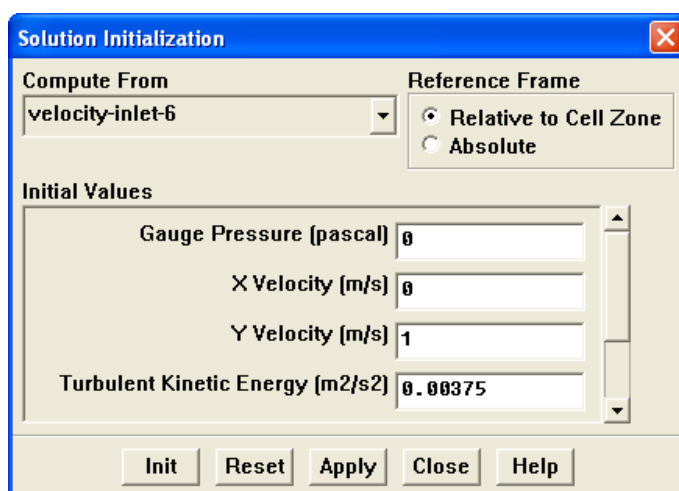 Solution Initialization
Compute From
velocity-inlet-6
Reference Frame
Relative to Cell Zone
Absolute
Initial Values
Gauge Pressure (pascal) 0
X Velocity (m/s) 0
Y Velocity (m/s) 1
Turbulent Kinetic Energy (m2/s2) 0.00375
Init Reset Apply Close Help